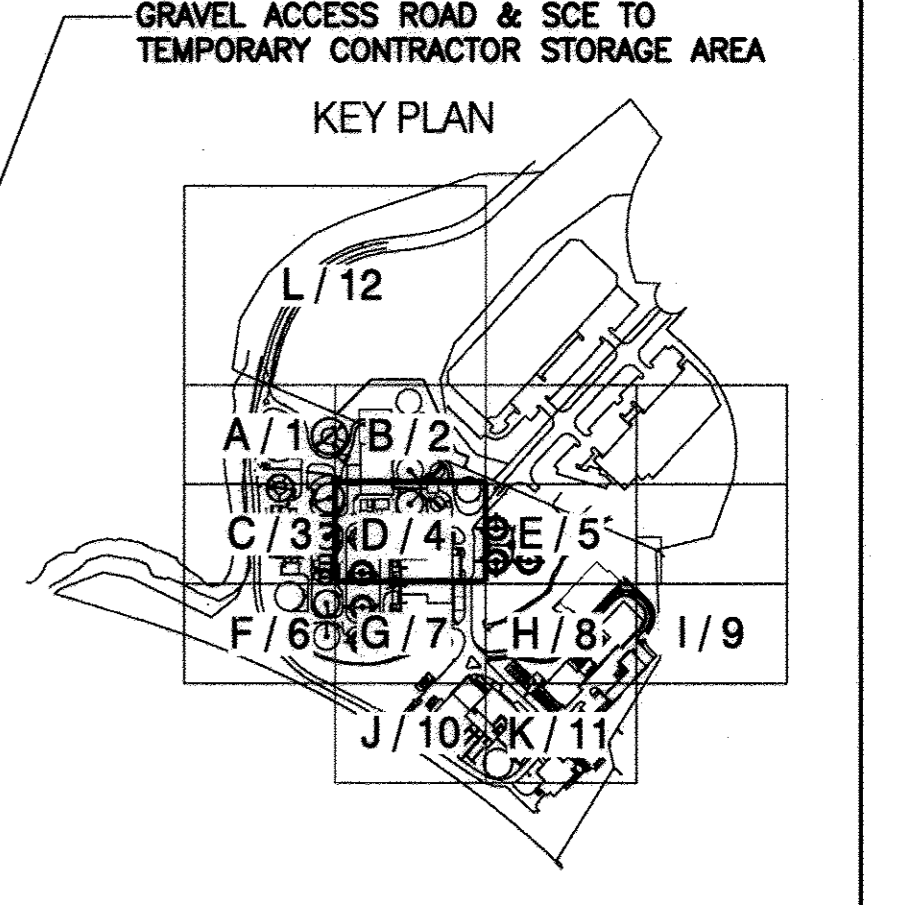 GRAVEL ACCESS ROAD & SCE TO
TEMPORARY CONTRACTOR STORAGE AREA
KEY PLAN
L / 12
A / 1
B / 2
C / 3
D / 4
E / 5
F / 6
G / 7
H / 8
I / 9
J / 10
K / 11